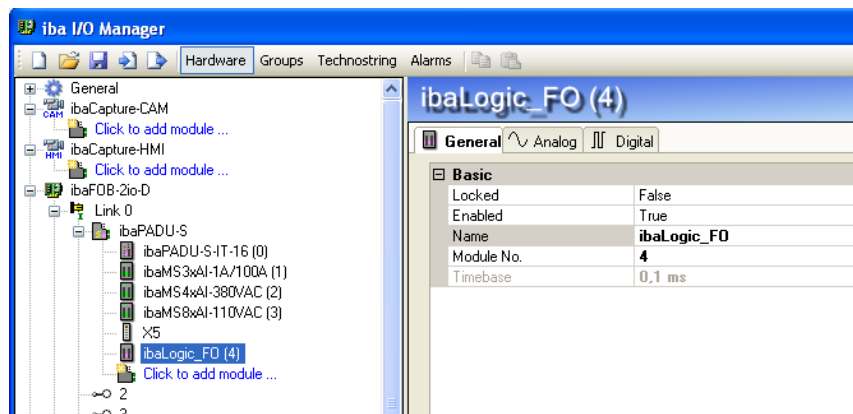 iba I/O Manager
Hardware Groups Technostring Alarms
General
CAM ibaCapture-CAM
Click to add module ...
HMI ibaCapture-HMI
Click to add module ...
ibaFOB-2io-D
Link 0
ibaPADU-S
ibaPADU-S-IT-16 (0)
ibaMS3xAI-1A/100A (1)
ibaMS4xAI-380VAC (2)
ibaMS8xAI-110VAC (3)
X5
ibaLogic_FO (4)
Click to add module ...
2
3
ibaLogic_FO (4)
General Analog Digital
Basic
Locked False
Enabled True
Name ibaLogic_FO
Module No. 4
Timebase 0,1 ms